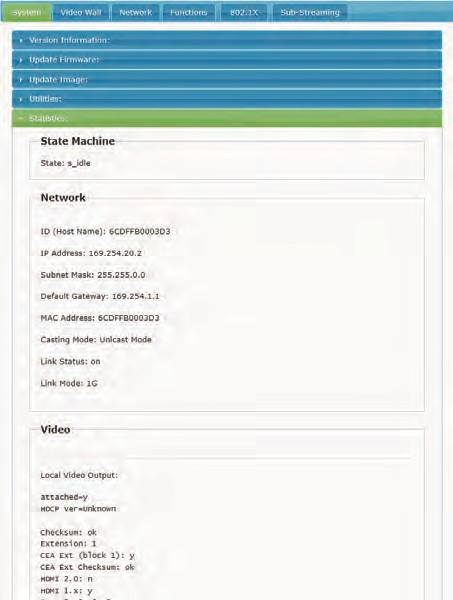 System Video Wall Network Functions 802.1X Sub-Streaming
Version Information:
Update Firmware:
Update Image:
Utilities:
Statistics:
State Machine
State: s_idle
Network
ID (Host Name): 6CDFFB0003D3
IP Address: 169.254.20.2
Subnet Mask: 255.255.0.0
Default Gateway: 169.254.1.1
MAC Address: 6CDFFB0003D3
Casting Mode: Unicast Mode
Link Status: on
Link Mode: 1G
Video
Local Video Output:
attached=y
HDCP ver=Unknown
Checksum: ok
Extension: 1
CEA Ext (block 1): y
CEA Ext Checksum: ok
HDMI 2.0: n
HDMI 1.x: y